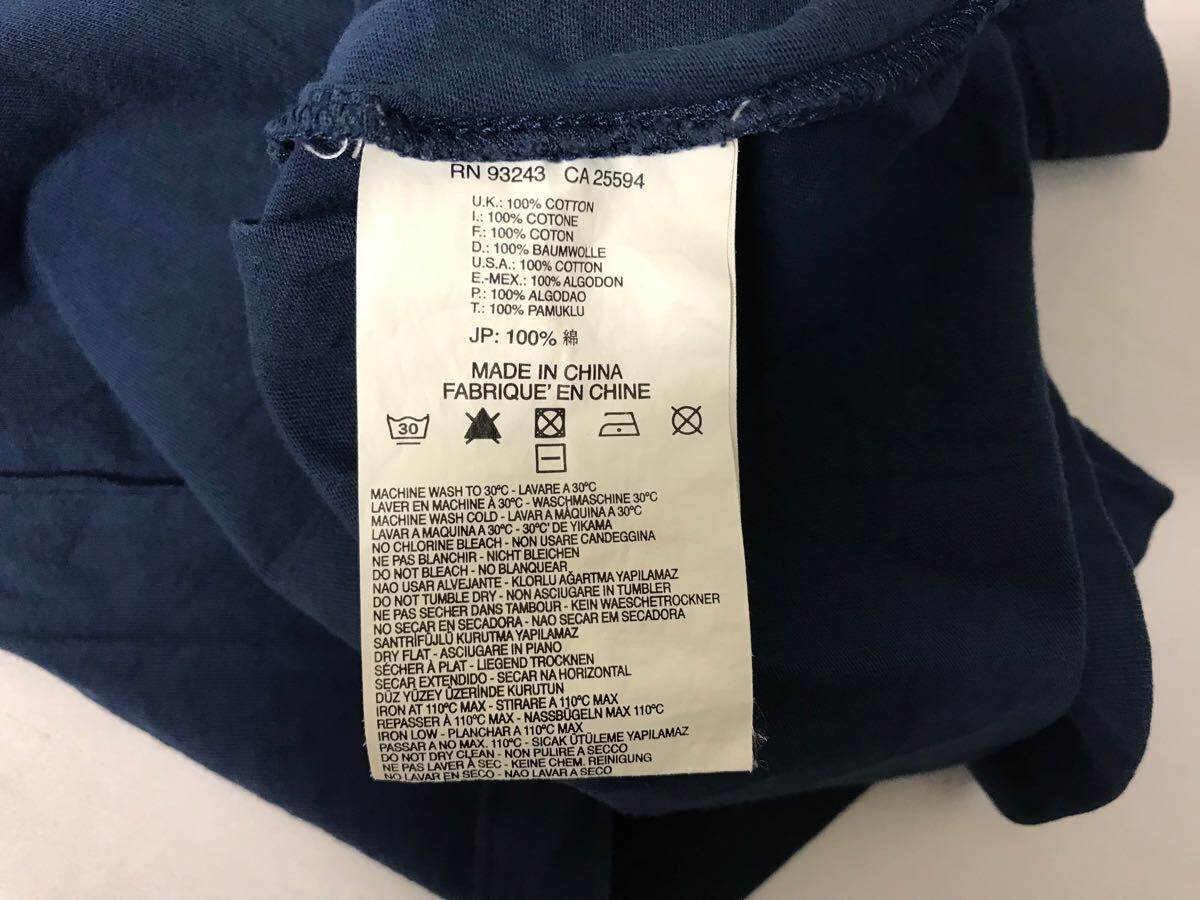 RN 93243 CA 25594
U.K.: 100% COTTON
I.: 100% COTONE
F.: 100% COTON
D.: 100% BAUMWOLLE
U.S.A.: 100% COTTON
E.-MEX.: 100% ALGODON
P.: 100% ALGODAO
T.: 100% PAMUKLU
JP: 100% 綿
MADE IN CHINA
FABRIQUE' EN CHINE
30
MACHINE WASH TO 30°C - LAVARE A 30°C
LAVER EN MACHINE À 30°C - WASCHMASCHINE 30°C
MACHINE WASH COLD - LAVAR A MÁQUINA A 30°C
LAVAR A MAQUINA A 30°C - 30°C' DE YIKAMA
NO CHLORINE BLEACH - NON USARE CANDEGGINA
NE PAS BLANCHIR - NICHT BLEICHEN
DO NOT BLEACH - NO BLANQUEAR
NAO USAR ALVEJANTE - KLORLU AĞARTMA YAPILAMAZ
DO NOT TUMBLE DRY - NON ASCIUGARE IN TUMBLER
NE PAS SECHER DANS TAMBOUR - KEIN WAESCHETROCKNER
NO SECAR EN SECADORA - NAO SECAR EM SECADORA
SANTRİFÜJLÜ KURUTMA YAPILAMAZ
DRY FLAT - ASCIUGARE IN PIANO
SÉCHER À PLAT - LIEGEND TROCKNEN
SECAR EXTENDIDO - SECAR NA HORIZONTAL
DÜZ YÜZEY ÜZERİNDE KURUTUN
IRON AT 110°C MAX - STIRARE A 110°C MAX
REPASSER À 110°C MAX - NASSBÜGELN MAX 110°C
IRON LOW - PLANCHAR A 110°C MAX
PASSAR A NO MAX. 110°C - SICAK ÜTÜLEME YAPILAMAZ
DO NOT DRY CLEAN - NON PULIRE A SECCO
NE PAS LAVER À SEC - KEINE CHEM. REINIGUNG
NO LAVAR EN SECO - NAO LAVAR A SECO